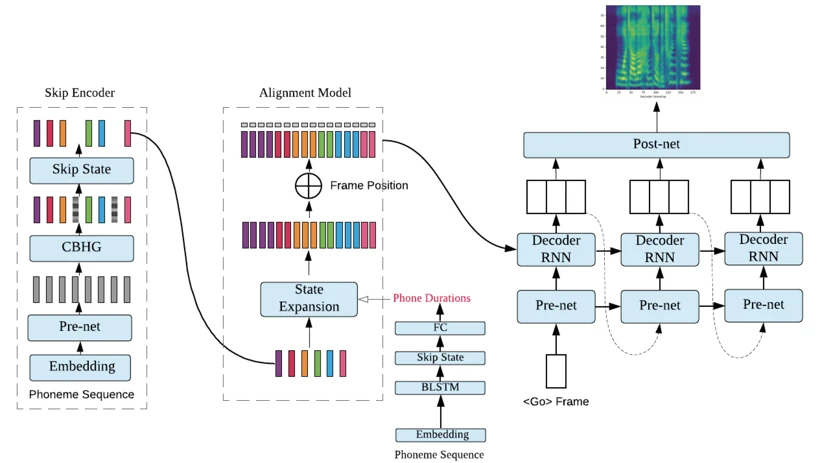 Skip Encoder
Skip State
CBHG
Pre-net
Embedding
Phoneme Sequence
Alignment Model
Frame Position
State
Expansion
Phone Durations
FC
Skip State
BLSTM
Embedding
Phoneme Sequence
Post-net
Decoder
RNN
Decoder
RNN
Decoder
RNN
Pre-net
Pre-net
Pre-net
<Go> Frame